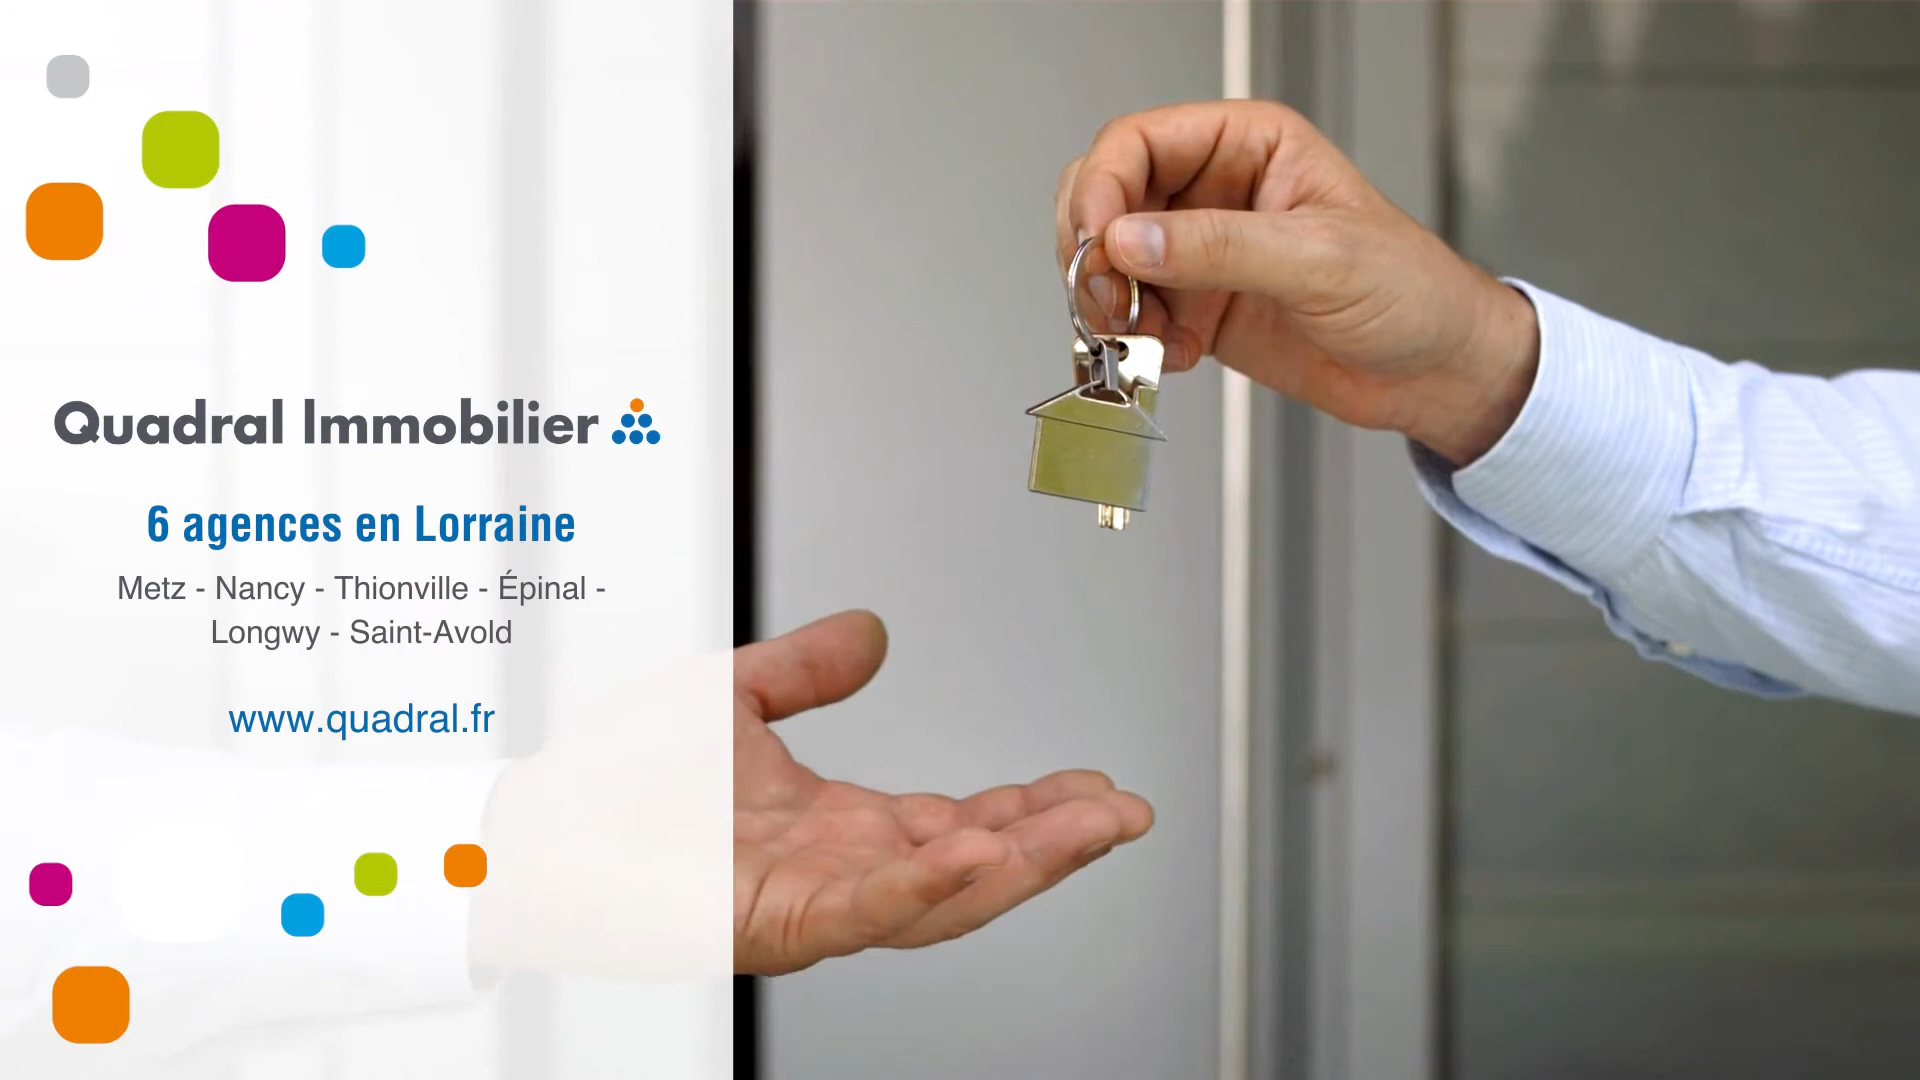 Quadral Immobilier
6 agences en Lorraine
Metz - Nancy - Thionville - Épinal -
Longwy - Saint-Avold
www.quadral.fr